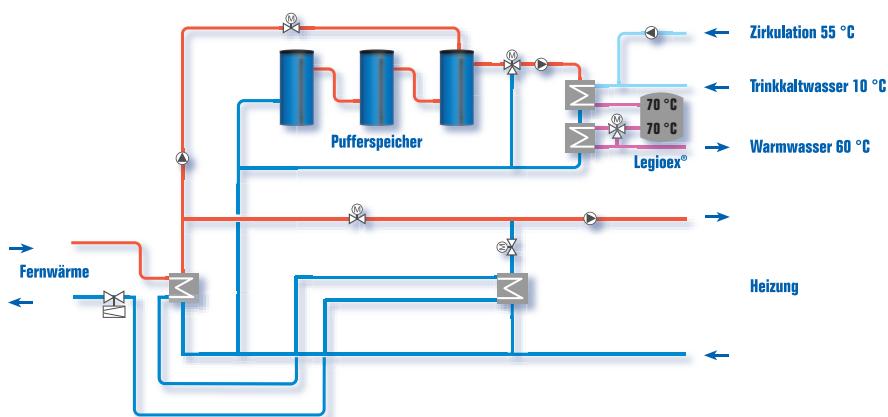 M
Zirkulation 55 °C
M
Trinkkaltwasser 10 °C
70 °C
M
70 °C
Pufferspeicher
Warmwasser 60 °C
Legioex®
M
M
Fernwärme
Heizung